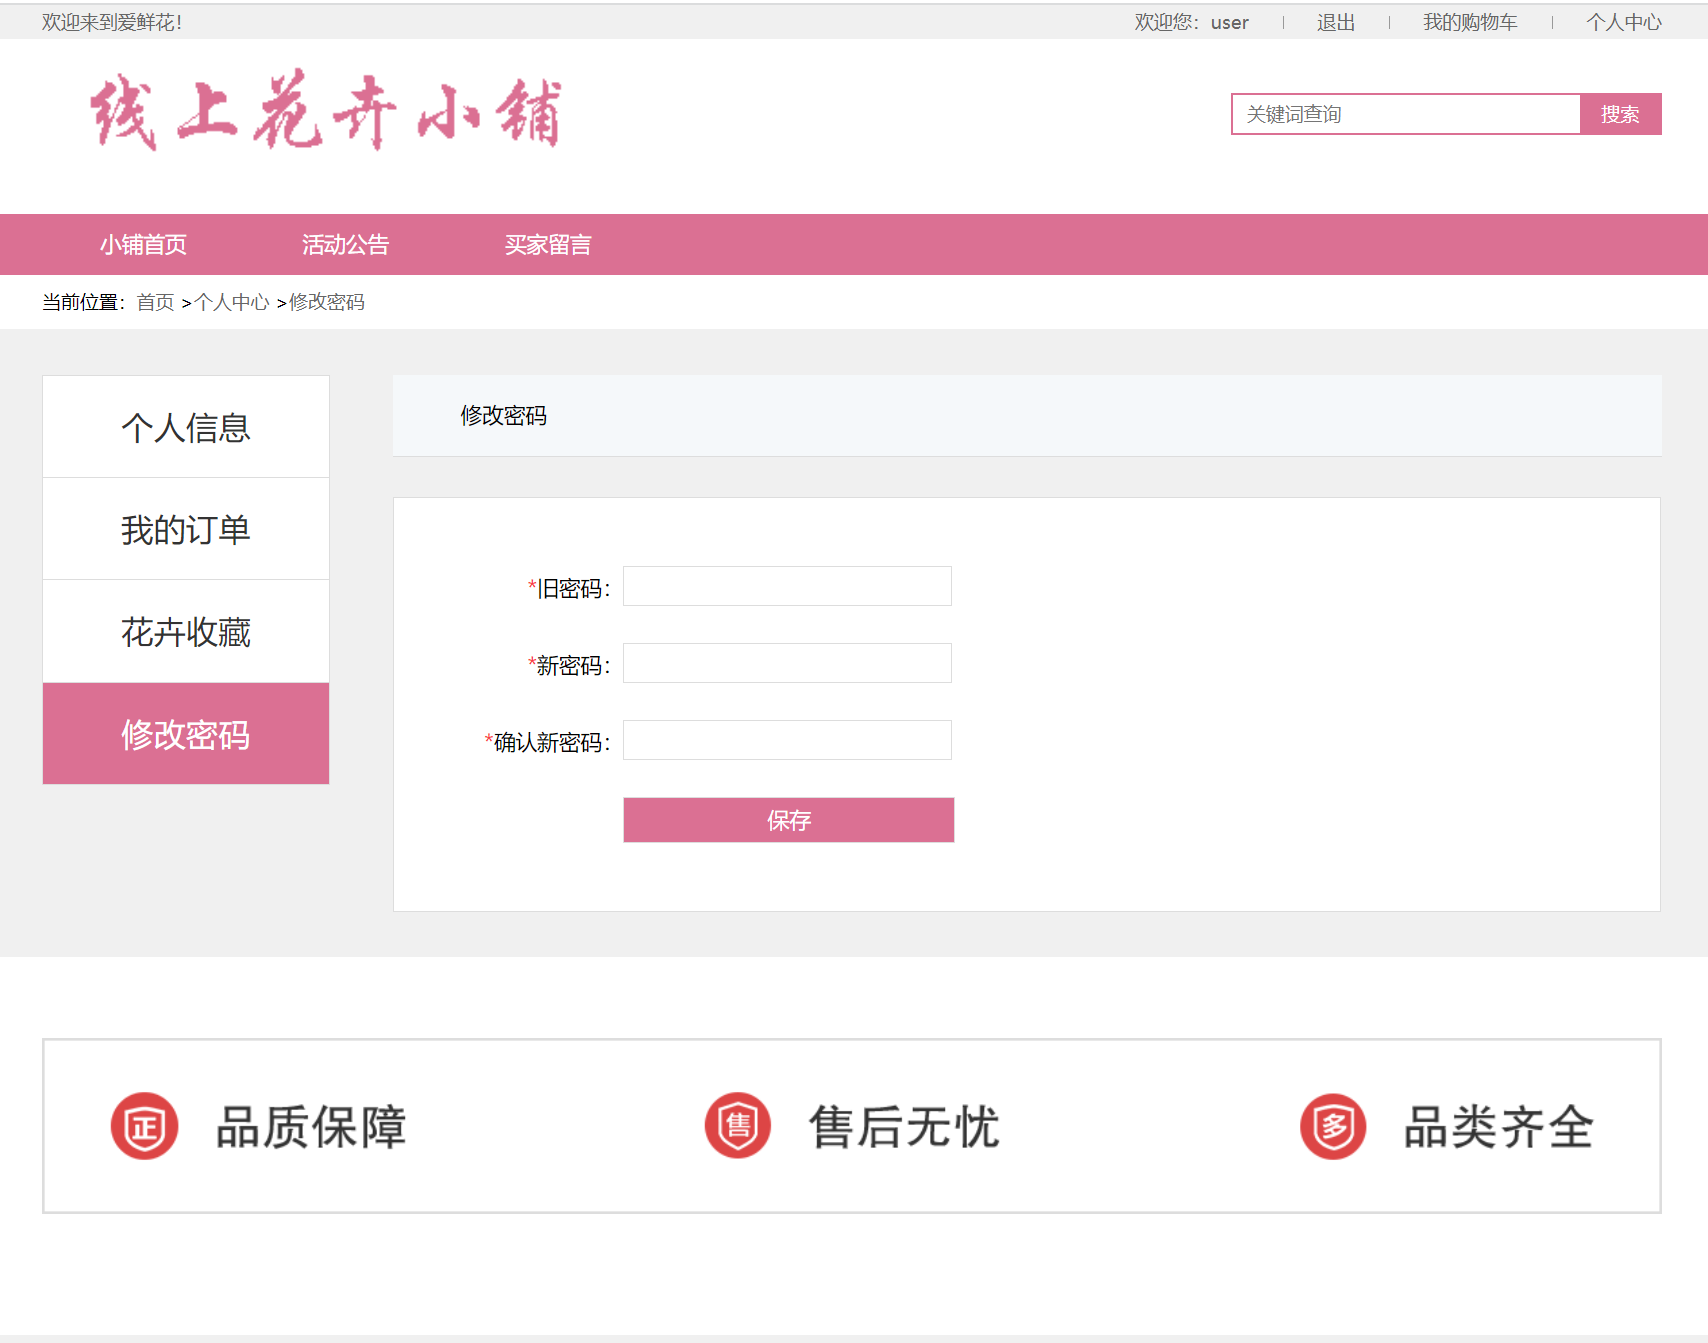 欢迎来到爱鲜花!
欢迎您：user 退出 我的购物车 个人中心
线上花卉小铺
关键词查询 搜索
小铺首页 活动公告 买家留言
当前位置：首页 >个人中心 >修改密码
个人信息
我的订单
花卉收藏
修改密码
修改密码
*旧密码：
*新密码：
*确认新密码：
保存
正 品质保障 售 售后无忧 多 品类齐全